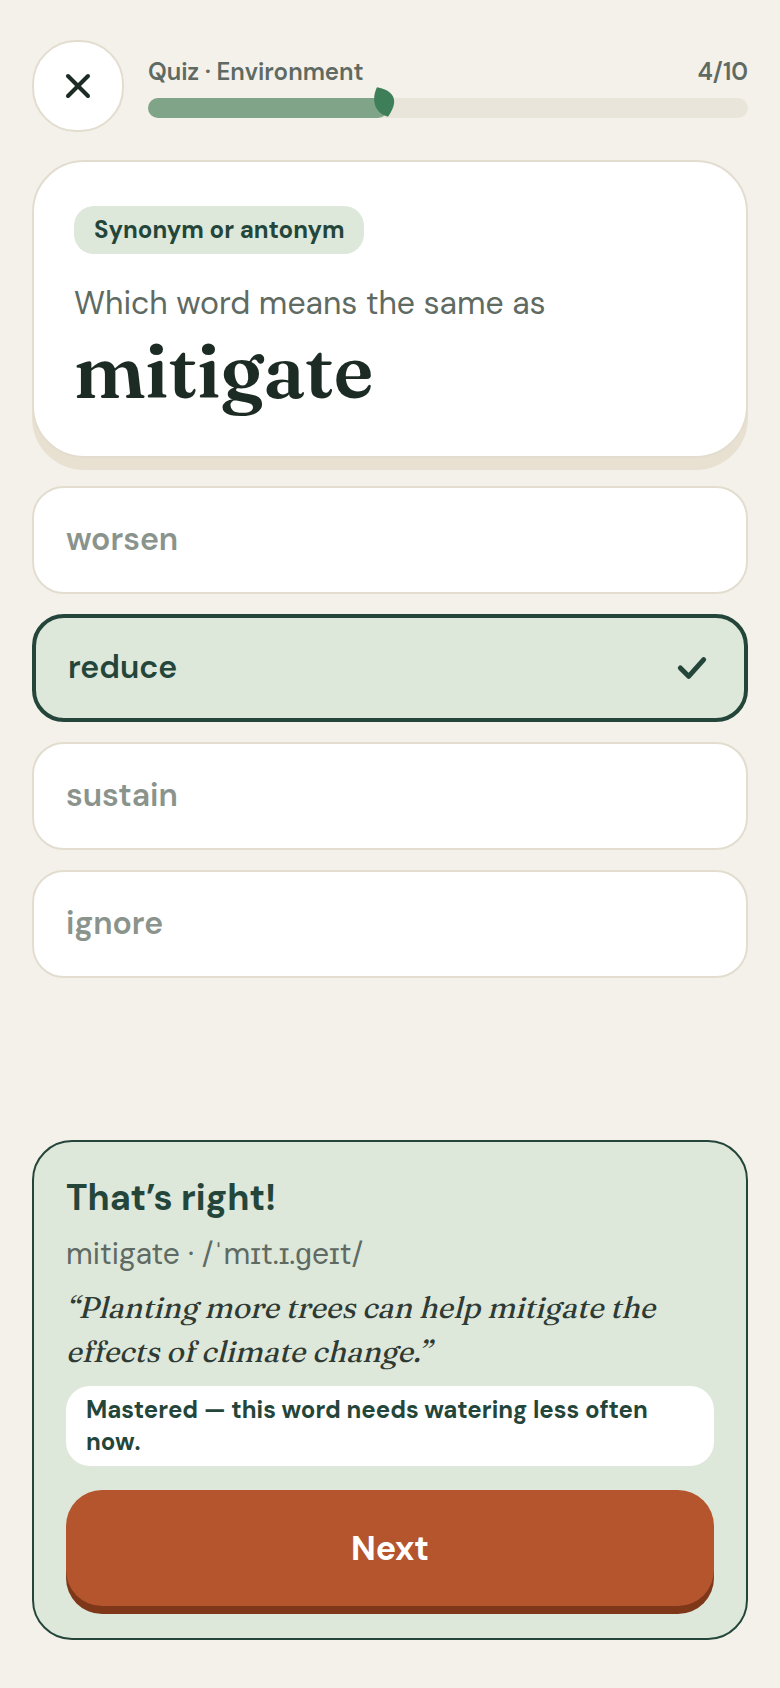 Quiz · Environment
4/10
Synonym or antonym
Which word means the same as
mitigate
worsen
reduce
sustain
ignore
That’s right!
mitigate · /ˈmɪt.ɪ.ɡeɪt/
“Planting more trees can help mitigate the
effects of climate change.”
Mastered — this word needs watering less often
now.
Next